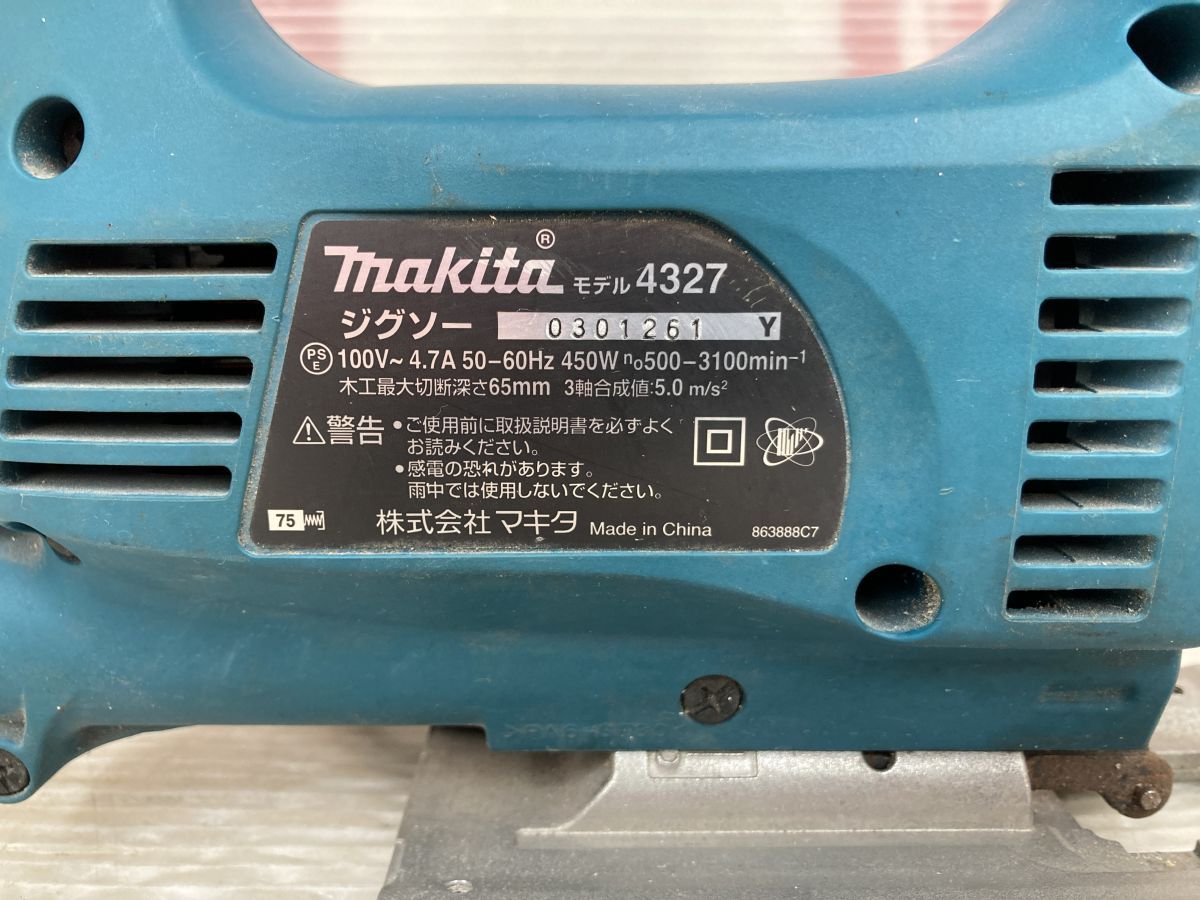 makita® モデル 4327
ジグソー 0301261 Y
PS E 100V~ 4.7A 50-60Hz 450W n₀500-3100min⁻¹
木工最大切断深さ65mm 3軸合成値:5.0 m/s²
警告 •ご使用前に取扱説明書を必ずよく
お読みください。
•感電の恐れがあります。
雨中では使用しないでください。
75 株式会社 マキタ Made in China 863888C7